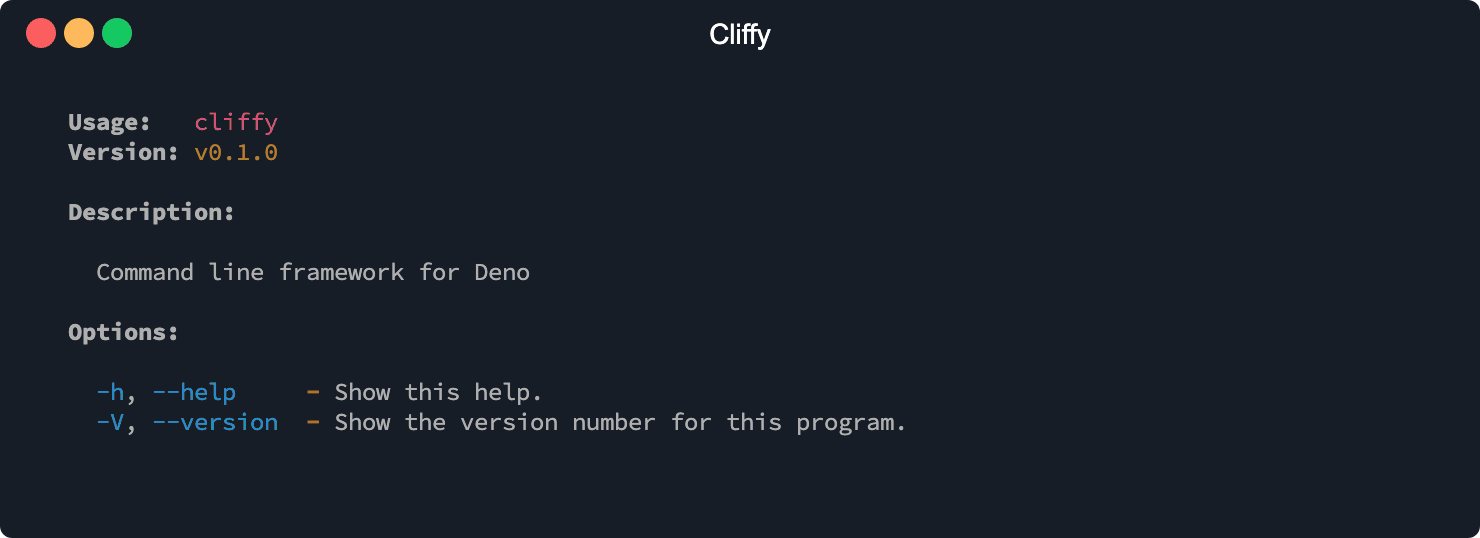 Cliffy
Usage:   cliffy
Version: v0.1.0
Description:
Command line framework for Deno
Options:
-h, --help     - Show this help.
-V, --version  - Show the version number for this program.